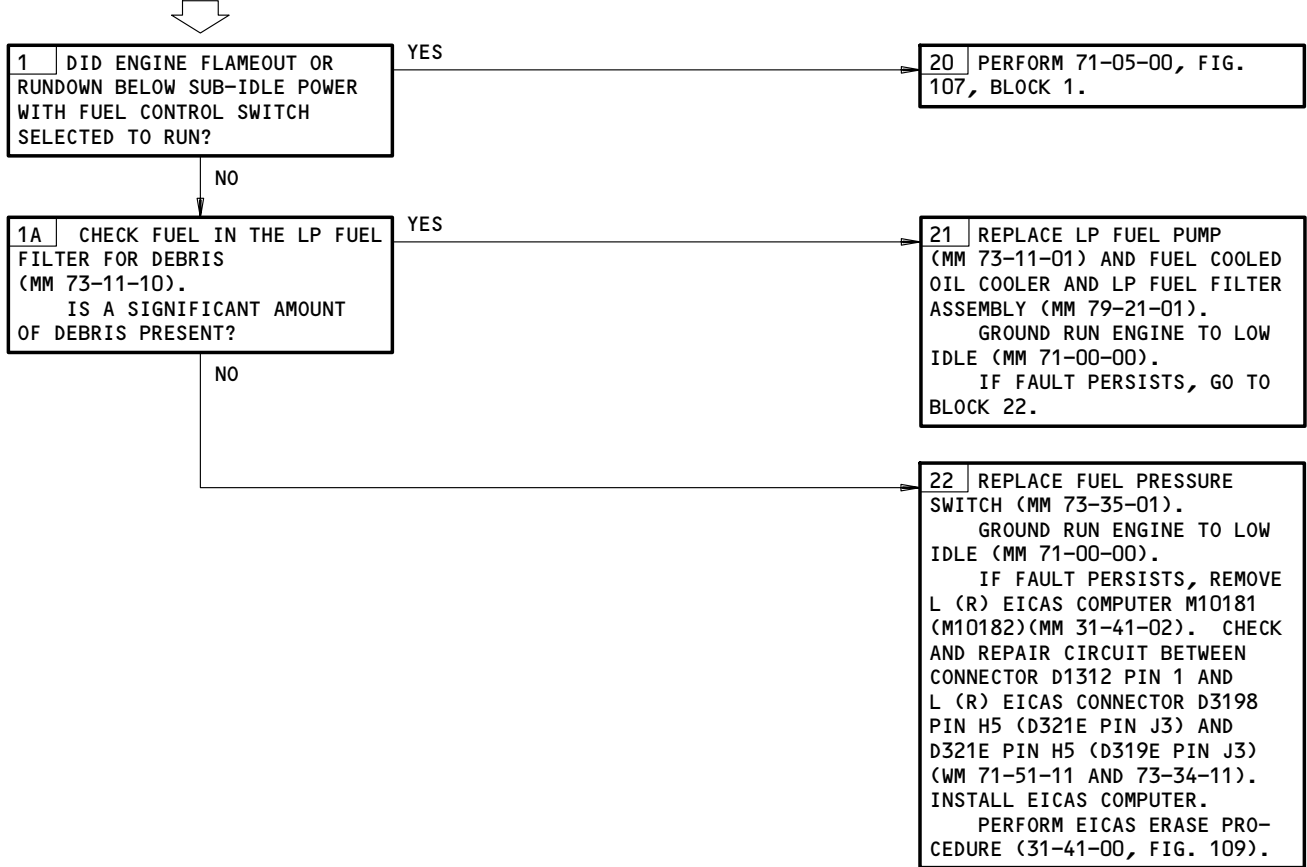 1 DID ENGINE FLAMEOUT OR
RUNDOWN BELOW SUB-IDLE POWER
WITH FUEL CONTROL SWITCH
SELECTED TO RUN?
YES
20 PERFORM 71-05-00, FIG.
107, BLOCK 1.
NO
1A CHECK FUEL IN THE LP FUEL
FILTER FOR DEBRIS
(MM 73-11-10).
IS A SIGNIFICANT AMOUNT
OF DEBRIS PRESENT?
YES
21 REPLACE LP FUEL PUMP
(MM 73-11-01) AND FUEL COOLED
OIL COOLER AND LP FUEL FILTER
ASSEMBLY (MM 79-21-01).
GROUND RUN ENGINE TO LOW
IDLE (MM 71-00-00).
IF FAULT PERSISTS, GO TO
BLOCK 22.
NO
22 REPLACE FUEL PRESSURE
SWITCH (MM 73-35-01).
GROUND RUN ENGINE TO LOW
IDLE (MM 71-00-00).
IF FAULT PERSISTS, REMOVE
L (R) EICAS COMPUTER M10181
(M10182)(MM 31-41-02). CHECK
AND REPAIR CIRCUIT BETWEEN
CONNECTOR D1312 PIN 1 AND
L (R) EICAS CONNECTOR D3198
PIN H5 (D321E PIN J3) AND
D321E PIN H5 (D319E PIN J3)
(WM 71-51-11 AND 73-34-11).
INSTALL EICAS COMPUTER.
PERFORM EICAS ERASE PRO-
CEDURE (31-41-00, FIG. 109).